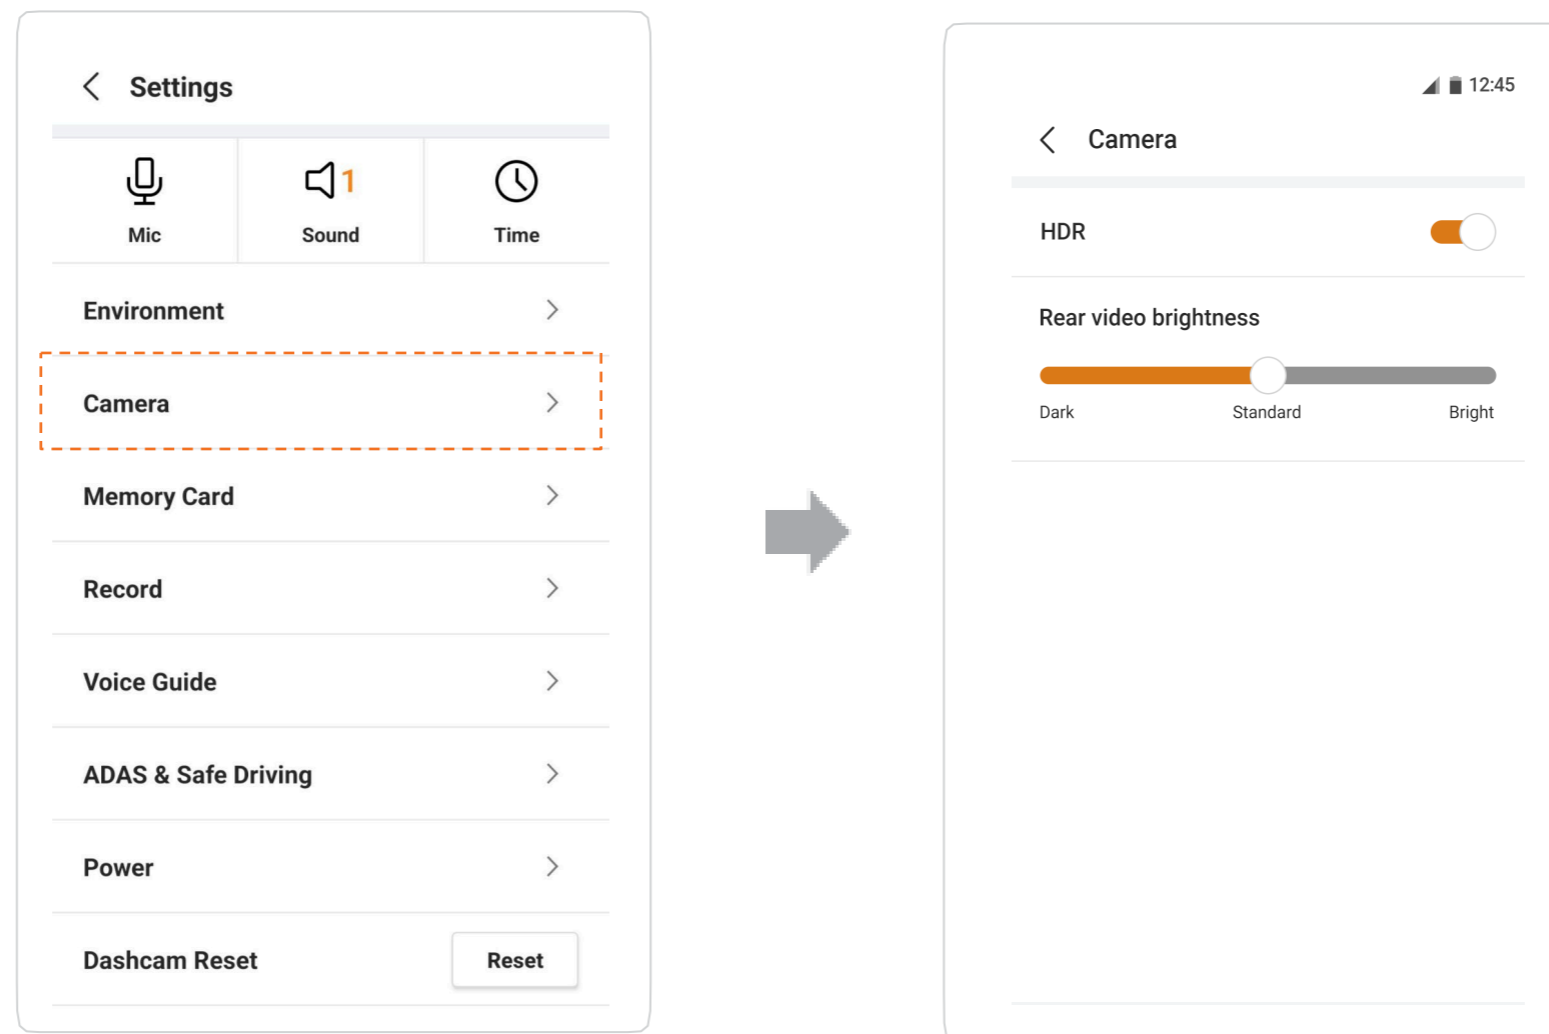 Settings
1
Mic
Sound
Time
Environment
Camera
Memory Card
Record
Voice Guide
ADAS & Safe Driving
Power
Dashcam Reset
Reset
12:45
Camera
HDR
Rear video brightness
Dark
Standard
Bright